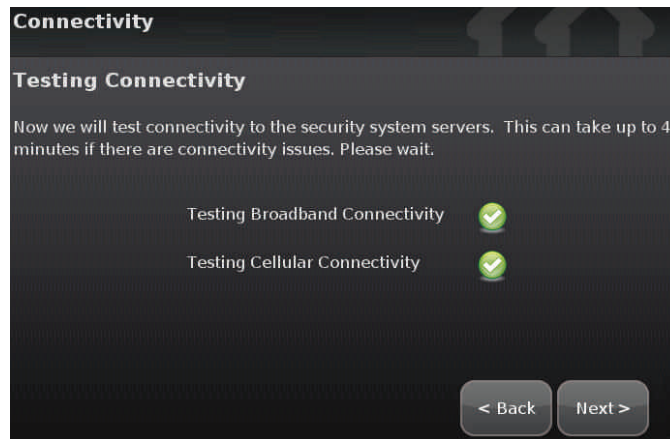 Connectivity
Testing Connectivity
Now we will test connectivity to the security system servers.  This can take up to 4
minutes if there are connectivity issues. Please wait.
Testing Broadband Connectivity
Testing Cellular Connectivity
< Back
Next >